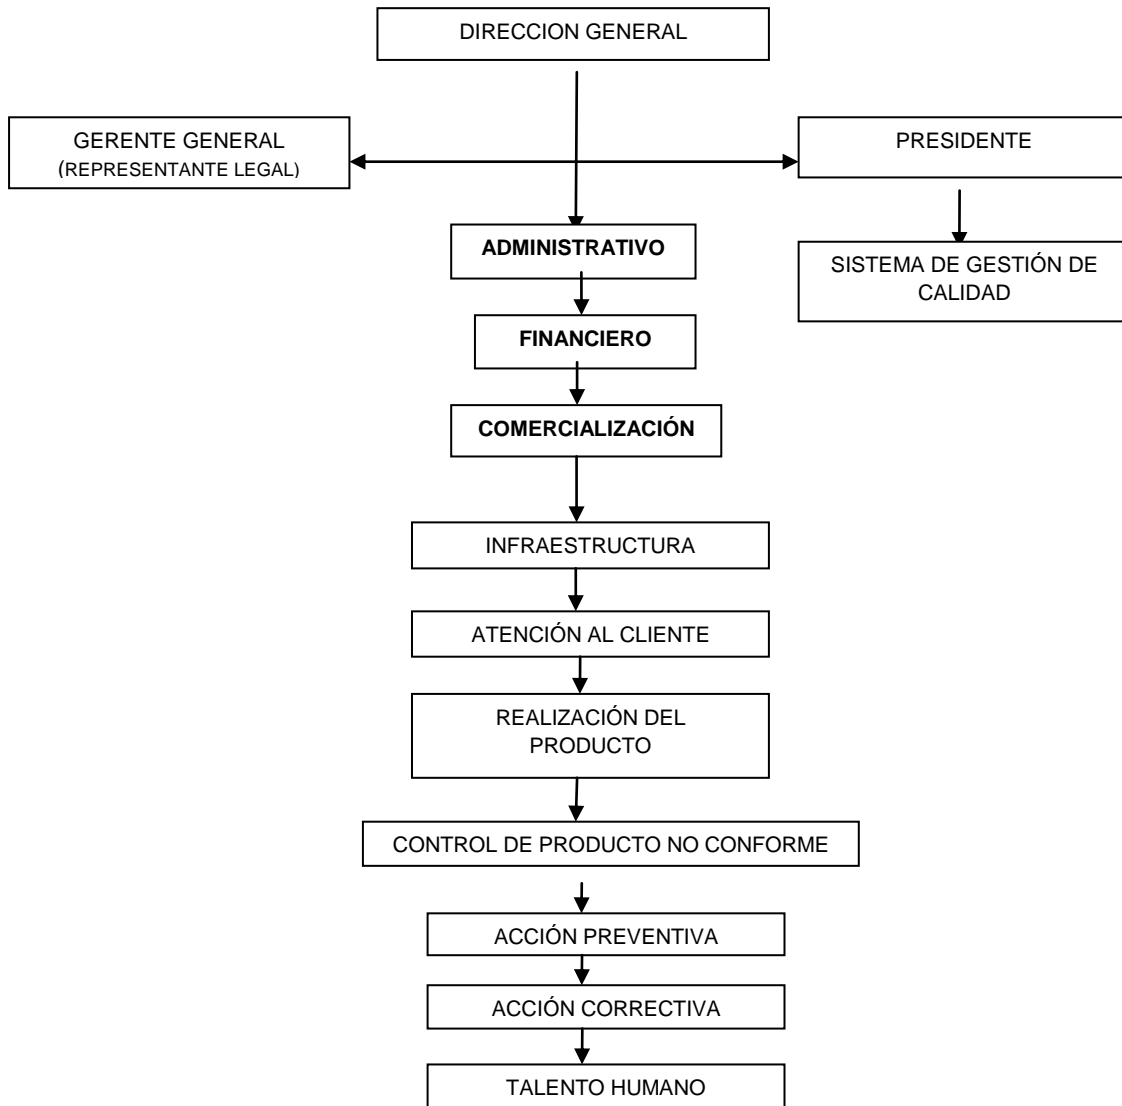 DIRECCION GENERAL
GERENTE GENERAL
(REPRESENTANTE LEGAL)
PRESIDENTE
ADMINISTRATIVO
SISTEMA DE GESTIÓN DE
CALIDAD
FINANCIERO
COMERCIALIZACIÓN
INFRAESTRUCTURA
ATENCIÓN AL CLIENTE
REALIZACIÓN DEL
PRODUCTO
CONTROL DE PRODUCTO NO CONFORME
ACCIÓN PREVENTIVA
ACCIÓN CORRECTIVA
TALENTO HUMANO